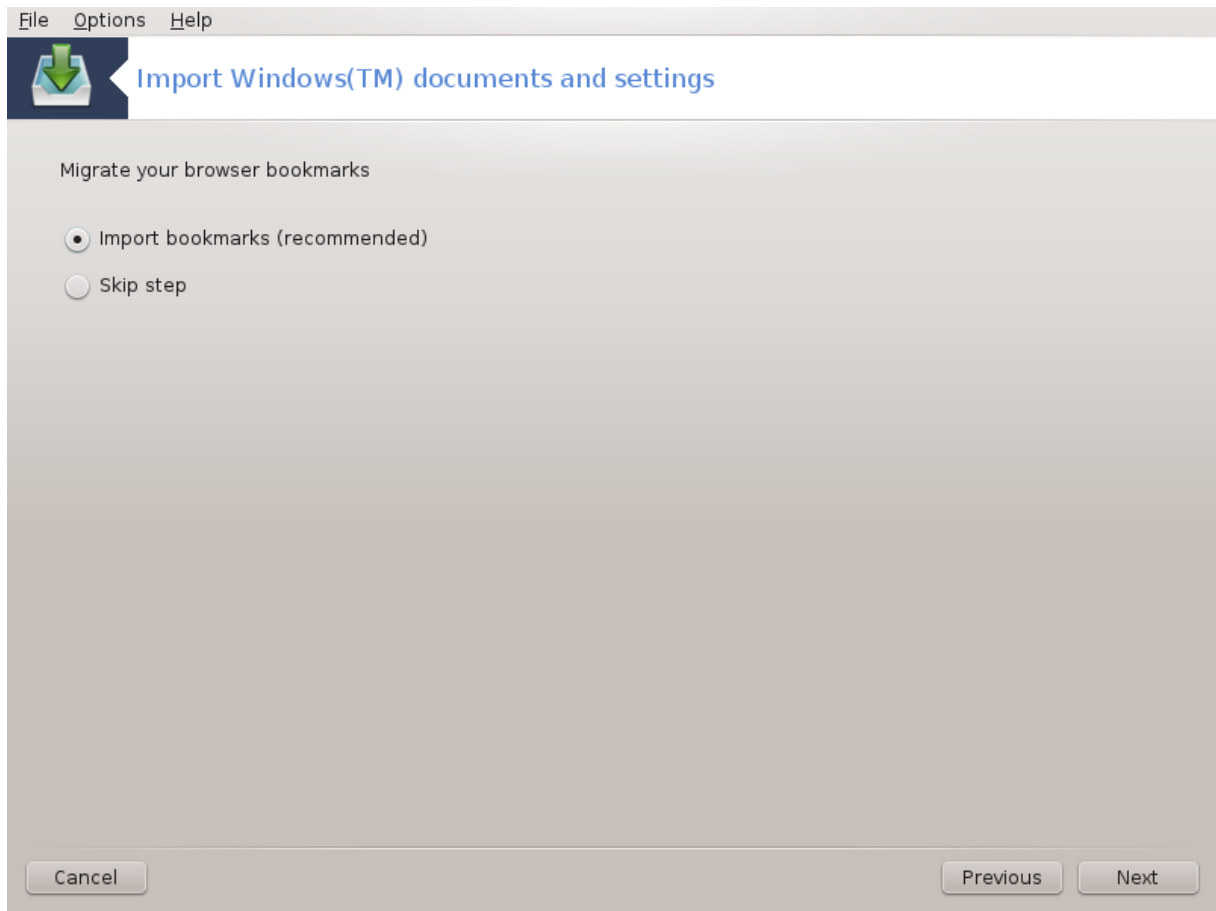 File Options Help
Import Windows(TM) documents and settings
Migrate your browser bookmarks
Import bookmarks (recommended)
Skip step
Cancel Previous Next